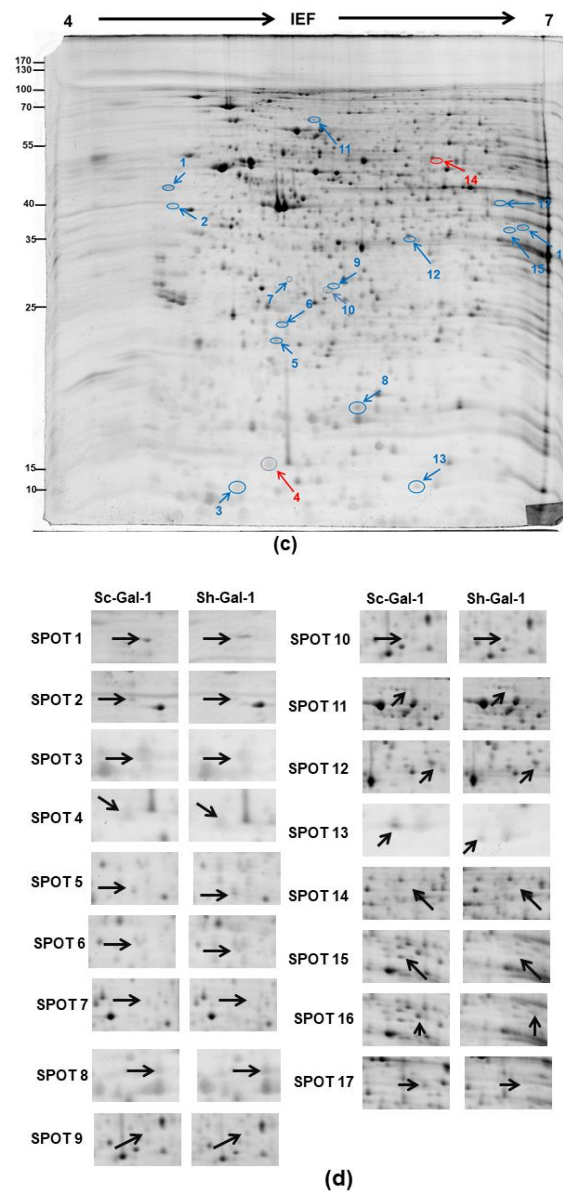 4 IEF 7
170
130
100
70
55
40
35
25
15
10
1
2
3
4
5
6
7
8
9
10
11
12
13
14
15
1
17
(c)
Sc-Gal-1 Sh-Gal-1
SPOT 1
SPOT 2
SPOT 3
SPOT 4
SPOT 5
SPOT 6
SPOT 7
SPOT 8
SPOT 9
Sc-Gal-1 Sh-Gal-1
SPOT 10
SPOT 11
SPOT 12
SPOT 13
SPOT 14
SPOT 15
SPOT 16
SPOT 17
(d)